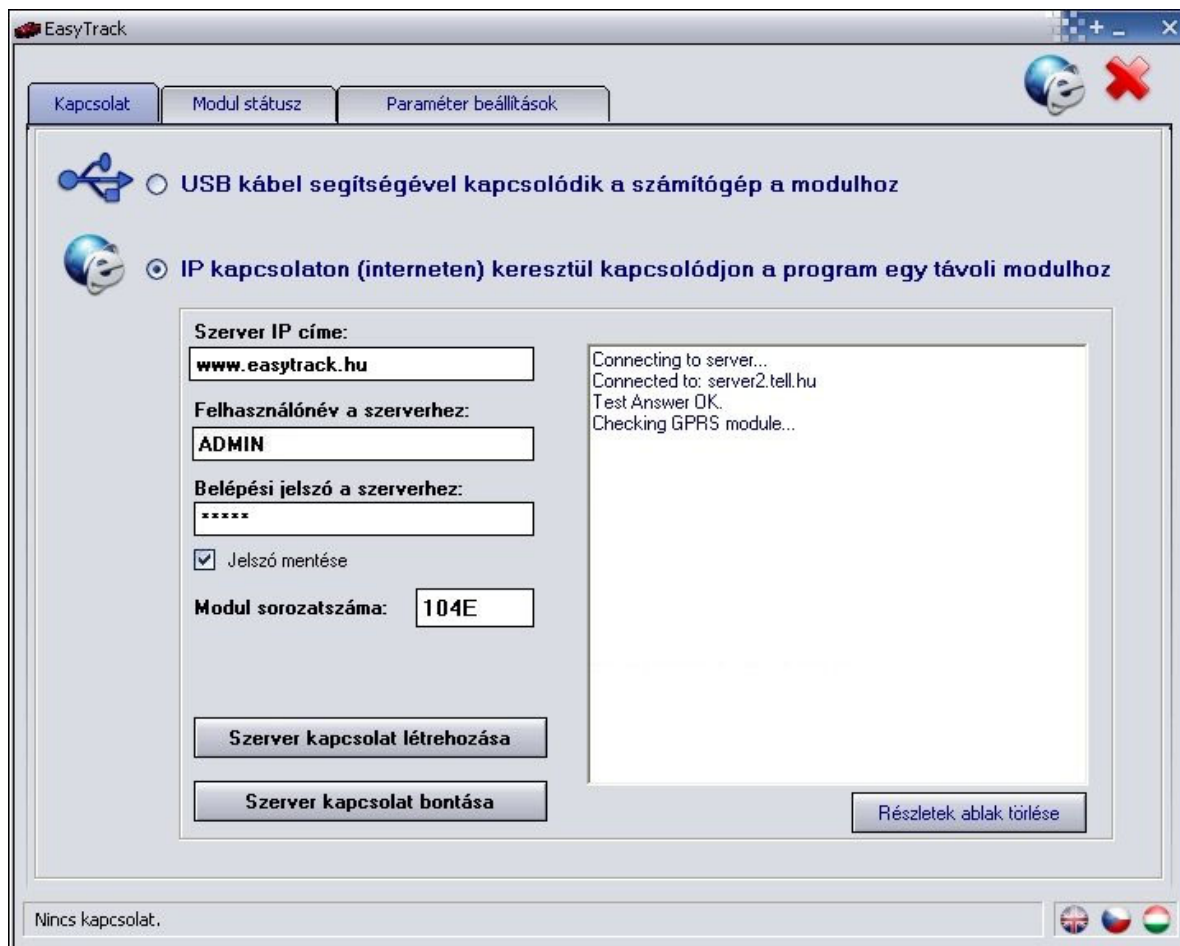 EasyTrack
Kapcsolat
Modul státusz
Paraméter beállítások
USB kábel segítségével kapcsolódik a számítógép a modulhoz
IP kapcsolaton (interneten) keresztül kapcsolódjon a program egy távoli modulhoz
Szerver IP címe:
www.easytrack.hu
Felhasználónév a szerverhez:
ADMIN
Belépési jelszó a szerverhez:
*****
Jelszó mentése
Modul sorozatszáma:
104E
Szerver kapcsolat létrehozása
Szerver kapcsolat bontása
Connecting to server...
Connected to: server2.tell.hu
Test Answer OK.
Checking GPRS module...
Részletek ablak törlése
Nincs kapcsolat.